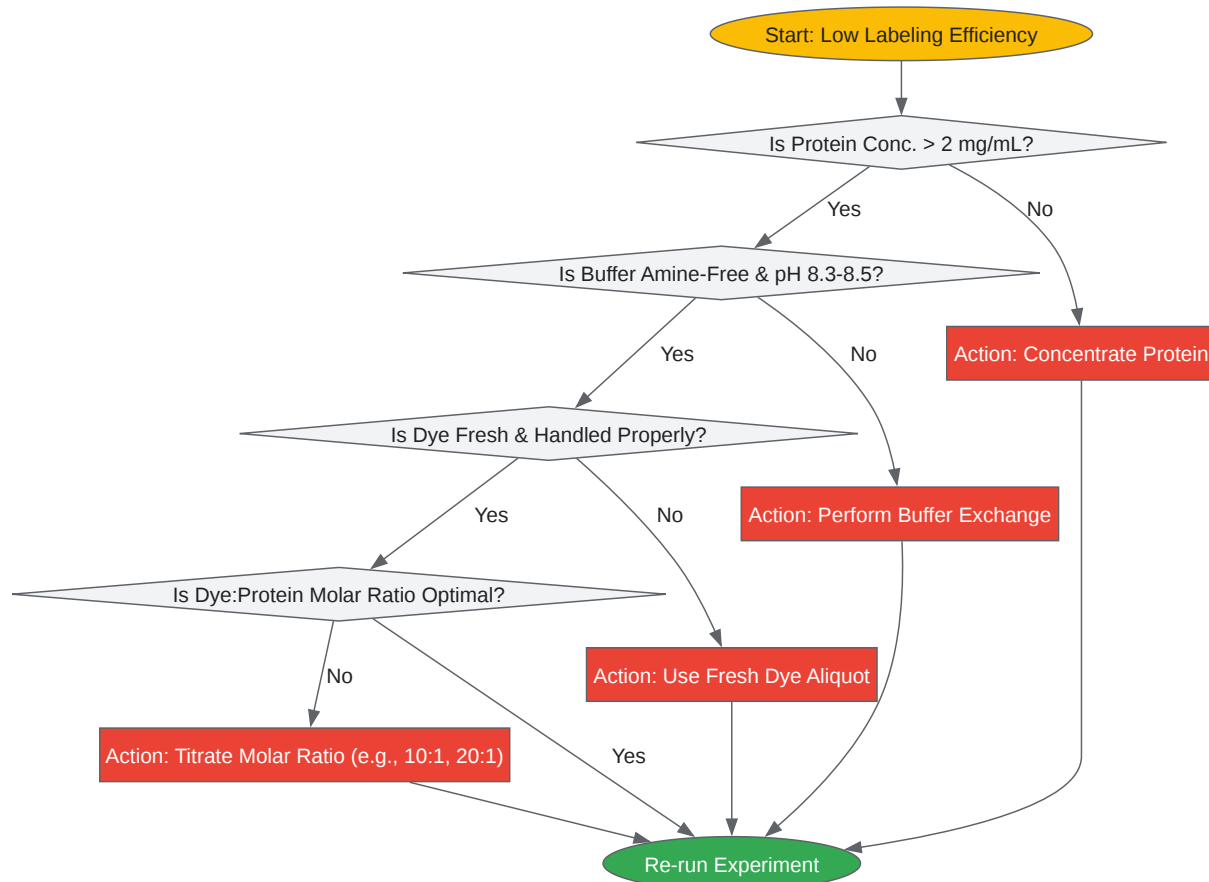 Start: Low Labeling Efficiency
Is Protein Conc. > 2 mg/mL?
Yes
No
Is Buffer Amine-Free & pH 8.3-8.5?
Yes
No
Action: Concentrate Protein
Is Dye Fresh & Handled Properly?
Yes
No
Action: Perform Buffer Exchange
Is Dye:Protein Molar Ratio Optimal?
No
Action: Use Fresh Dye Aliquot
Action: Titrate Molar Ratio (e.g., 10:1, 20:1)
Yes
Re-run Experiment